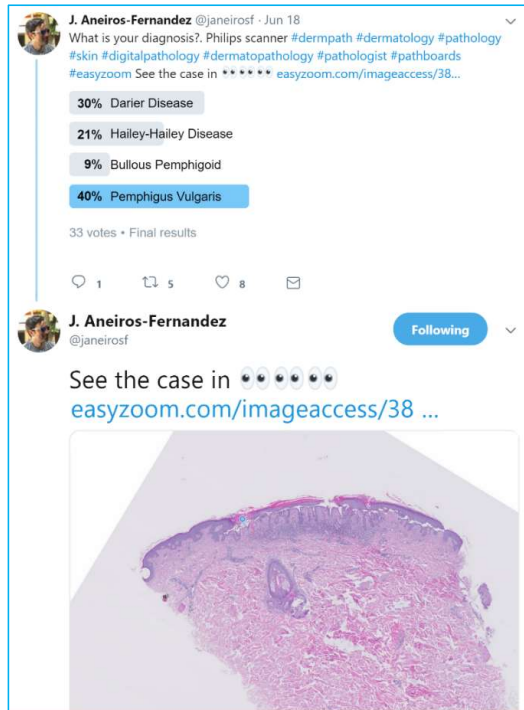 J. Aneiros-Fernandez @janeirosf · Jun 18
What is your diagnosis?. Philips scanner #dermpath #dermatology #pathology
#skin #digitalpathology #dermatopathology #pathologist #pathboards
#easyzoom See the case in 👀👀👀 easyzoom.com/imageaccess/38...
30% Darier Disease
21% Hailey-Hailey Disease
9% Bullous Pemphigoid
40% Pemphigus Vulgaris
33 votes • Final results
1 5 8
J. Aneiros-Fernandez
@janeirosf
Following
See the case in 👀👀👀
easyzoom.com/imageaccess/38 ...